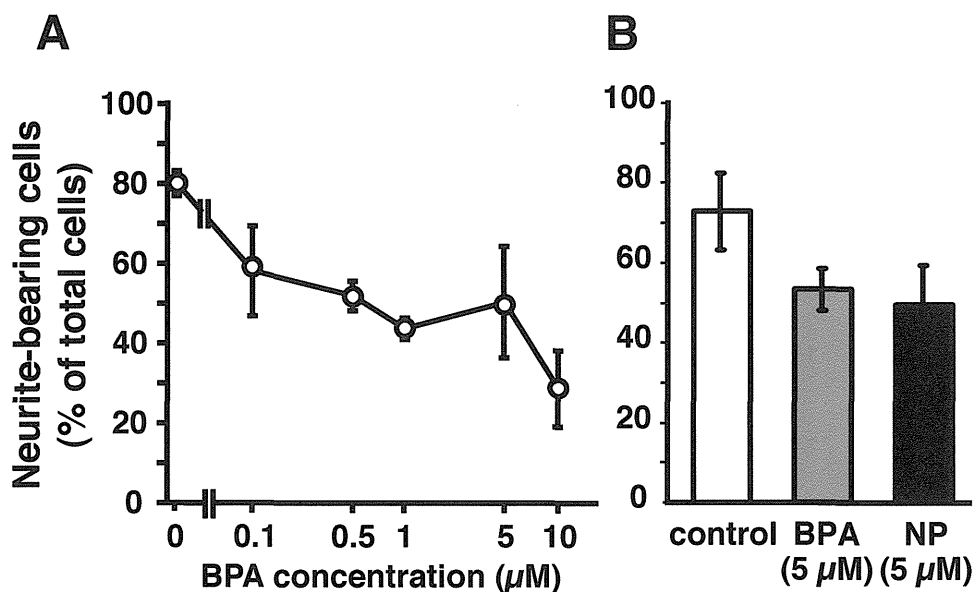 A
Neurite-bearing cells
(% of total cells)
100
80
60
40
20
0
0 0.1 0.5 1 5 10
BPA concentration (µM)
B
100
80
60
40
20
0
control BPA NP
(5 µM) (5 µM)